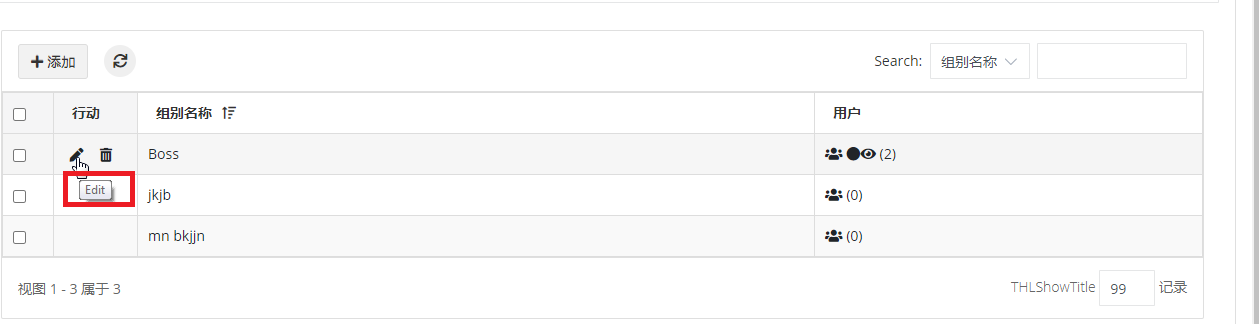 添加
Search: 组别名称
行动 组别名称 用户
Boss (2)
Edit
jkjb (0)
mn bkjjn (0)
视图 1 - 3 属于 3 THLShowTitle 99 记录